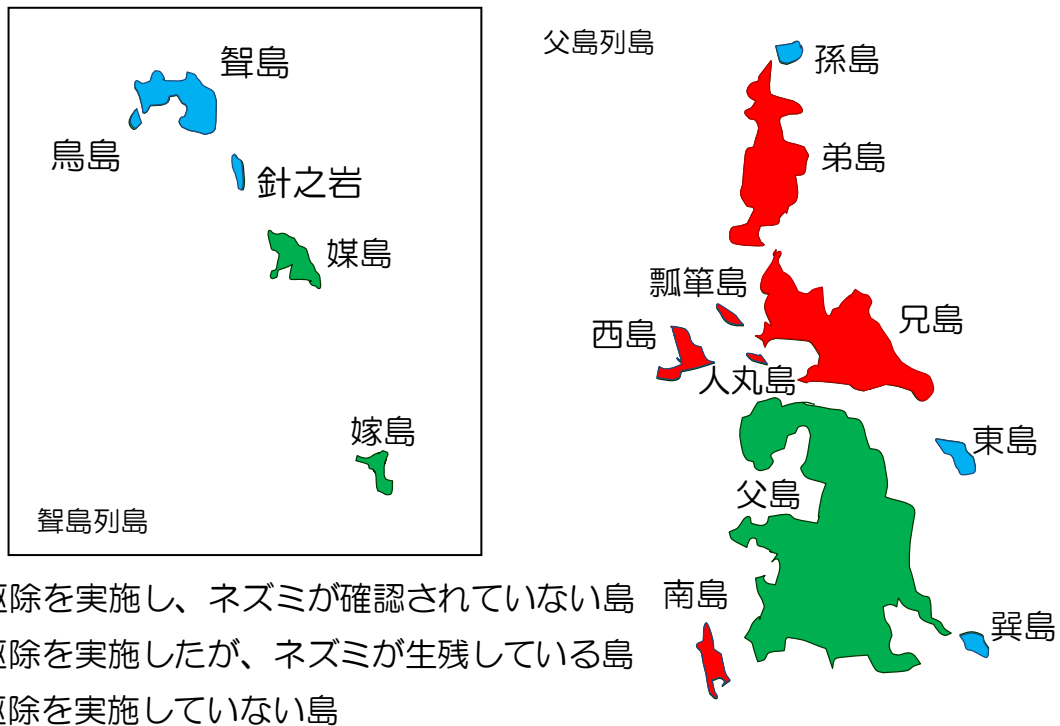 聟島
鳥島
針之岩
媒島
嫁島
聟島列島
父島列島
孫島
弟島
瓢箪島
兄島
西島
人丸島
東島
父島
南島
巽島
駆除を実施し、ネズミが確認されていない島
駆除を実施したが、ネズミが生残している島
駆除を実施していない島